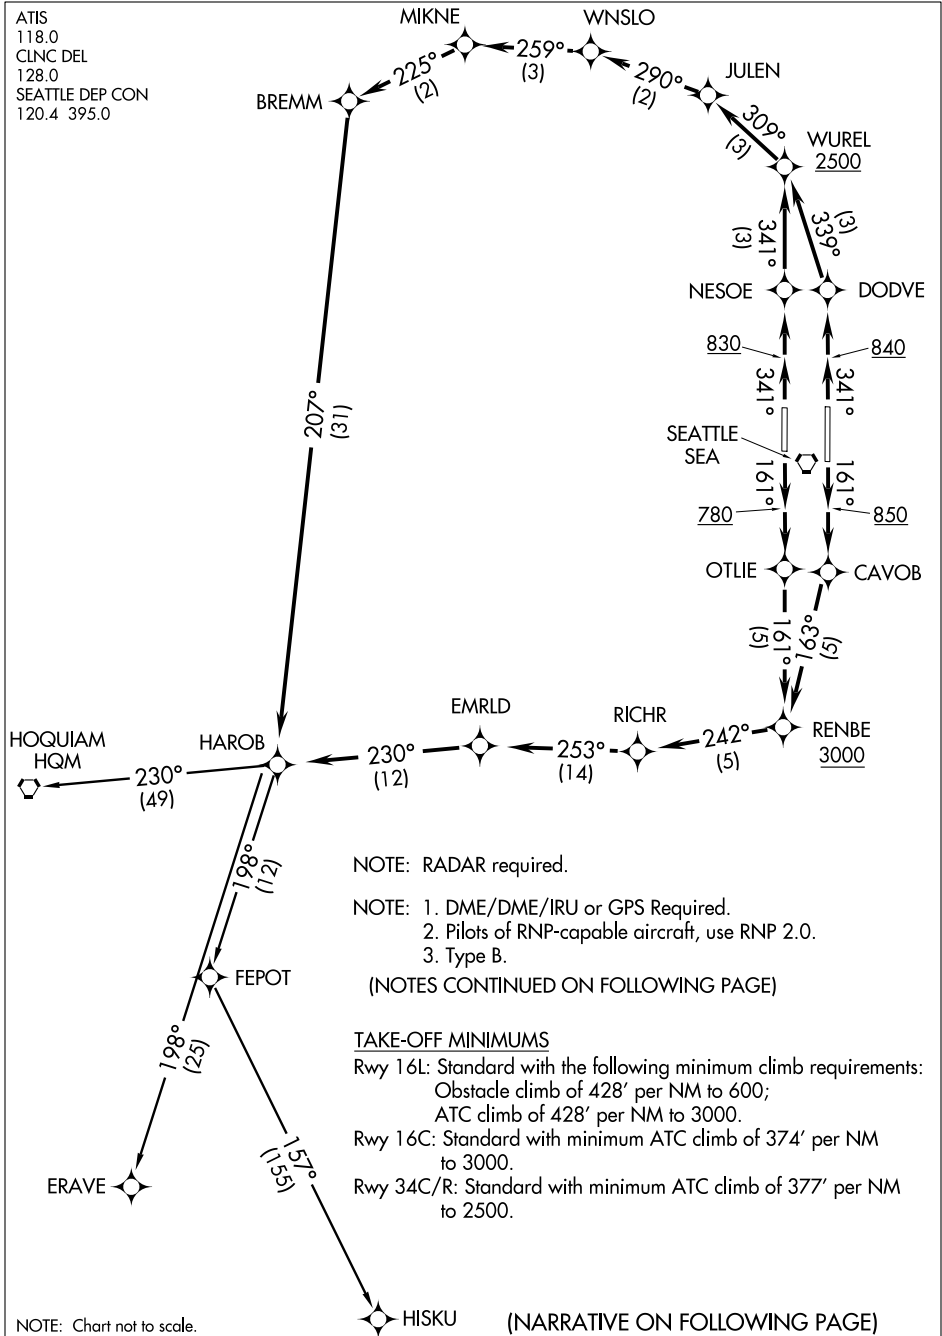 ATIS
118.0
CLNC DEL
128.0
SEATTLE DEP CON
120.4 395.0
MIKNE
WNSLO
259°
(3)
225°
(2)
290°
(2)
JULEN
BREMM
309°
(3)
WUREL
2500
341°
(3)
339°
(3)
NESOE
DODVE
830
840
341°
341°
207°
(31)
SEATTLE
SEA
161°
161°
780
850
OTLIE
CAVOB
161°
(5)
163°
(5)
EMRLD
RICHR
RENBE
3000
HOQUIAM
HQM
HAROB
230°
(49)
230°
(12)
253°
(14)
242°
(5)
198°
(12)
NOTE: RADAR required.
NOTE: 1. DME/DME/IRU or GPS Required.
2. Pilots of RNP-capable aircraft, use RNP 2.0.
3. Type B.
(NOTES CONTINUED ON FOLLOWING PAGE)
FEPOT
198°
(25)
TAKE-OFF MINIMUMS
Rwy 16L: Standard with the following minimum climb requirements:
Obstacle climb of 428' per NM to 600;
ATC climb of 428' per NM to 3000.
Rwy 16C: Standard with minimum ATC climb of 374' per NM
to 3000.
Rwy 34C/R: Standard with minimum ATC climb of 377' per NM
to 2500.
157°
(155)
ERAVE
HISKU
NOTE: Chart not to scale.
(NARRATIVE ON FOLLOWING PAGE)